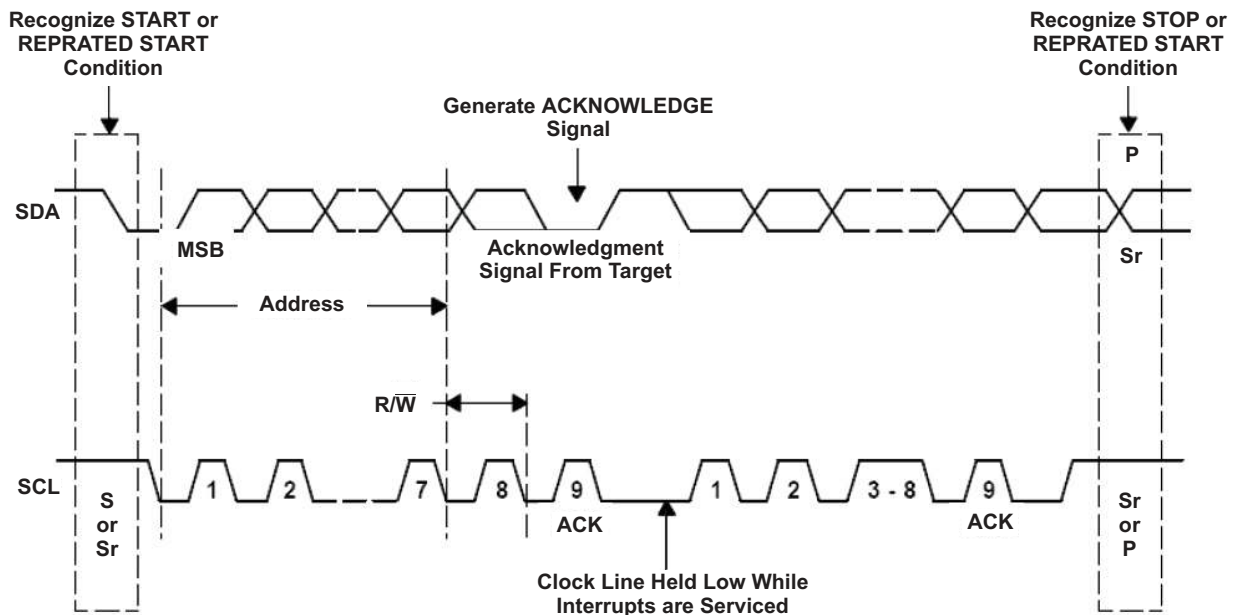 Recognize START or
REPRATED START
Condition
Recognize STOP or
REPRATED START
Condition
Generate ACKNOWLEDGE
Signal
P
SDA
MSB
Acknowledgment
Signal From Target
Sr
Address
R/W̅
SCL
1
2
7
8
9
1
2
3 - 8
9
ACK
ACK
S
or
Sr
Sr
or
P
Clock Line Held Low While
Interrupts are Serviced